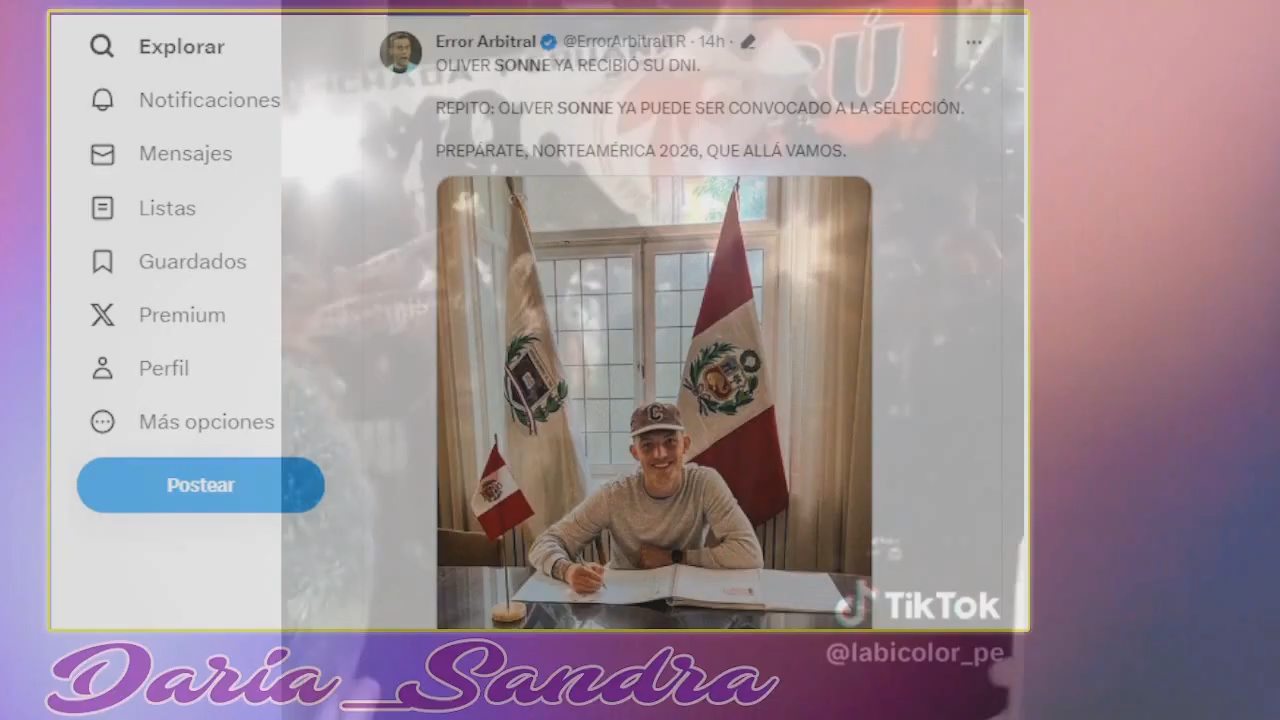 Explorar
Notificaciones
Mensajes
Listas
Guardados
Premium
Perfil
Más opciones
Postear
Error Arbitral @ErrorArbitralTR · 14h ·
OLIVER SONNE YA RECIBIÓ SU DNI.
REPITO: OLIVER SONNE YA PUEDE SER CONVOCADO A LA SELECCIÓN.
PREPÁRATE, NORTEAMÉRICA 2026, QUE ALLÁ VAMOS.
C
TikTok
@labicolor_pe
Daria_Sandra